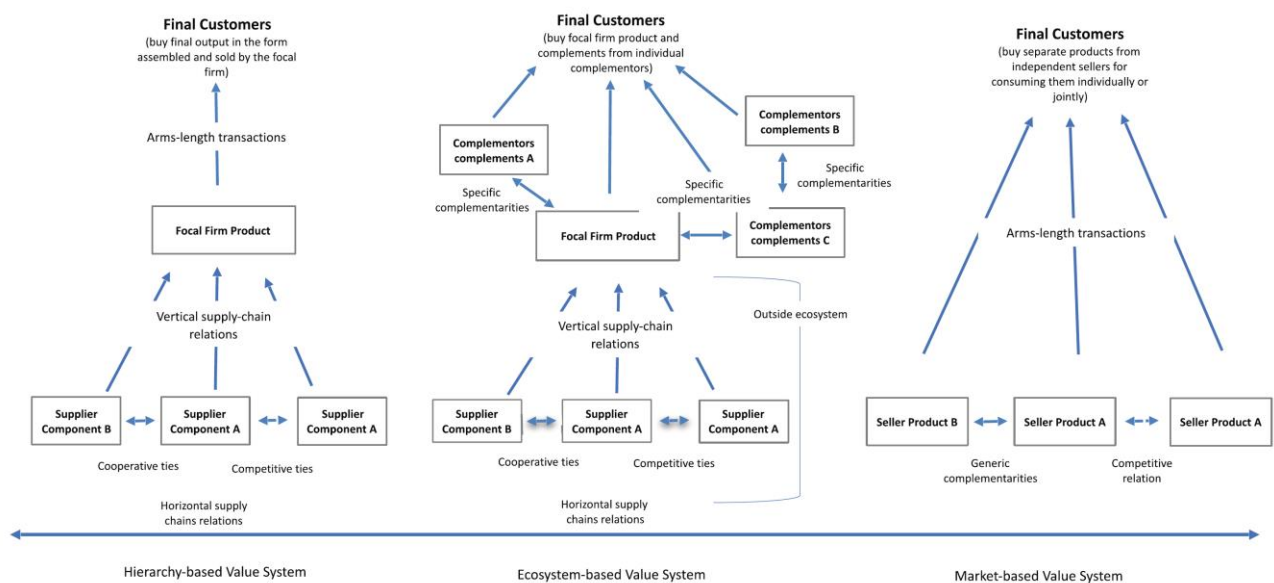 Final Customers
(buy final output in the form
assembled and sold by the focal
firm)
Arms-length transactions
Focal Firm Product
Vertical supply-chain
relations
Supplier
Component B
Supplier
Component A
Supplier
Component A
Cooperative ties
Competitive ties
Horizontal supply
chains relations
Hierarchy-based Value System
Final Customers
(buy focal firm product and
complements from individual
complementors)
Complementors
complements A
Complementors
complements B
Specific
complementarities
Specific
complementarities
Specific
complementarities
Focal Firm Product
Complementors
complements C
Outside ecosystem
Vertical supply-chain
relations
Supplier
Component B
Supplier
Component A
Supplier
Component A
Cooperative ties
Competitive ties
Horizontal supply
chains relations
Ecosystem-based Value System
Final Customers
(buy separate products from
independent sellers for
consuming them individually or
jointly)
Arms-length transactions
Seller Product B
Seller Product A
Seller Product A
Generic
complementarities
Competitive
relation
Market-based Value System